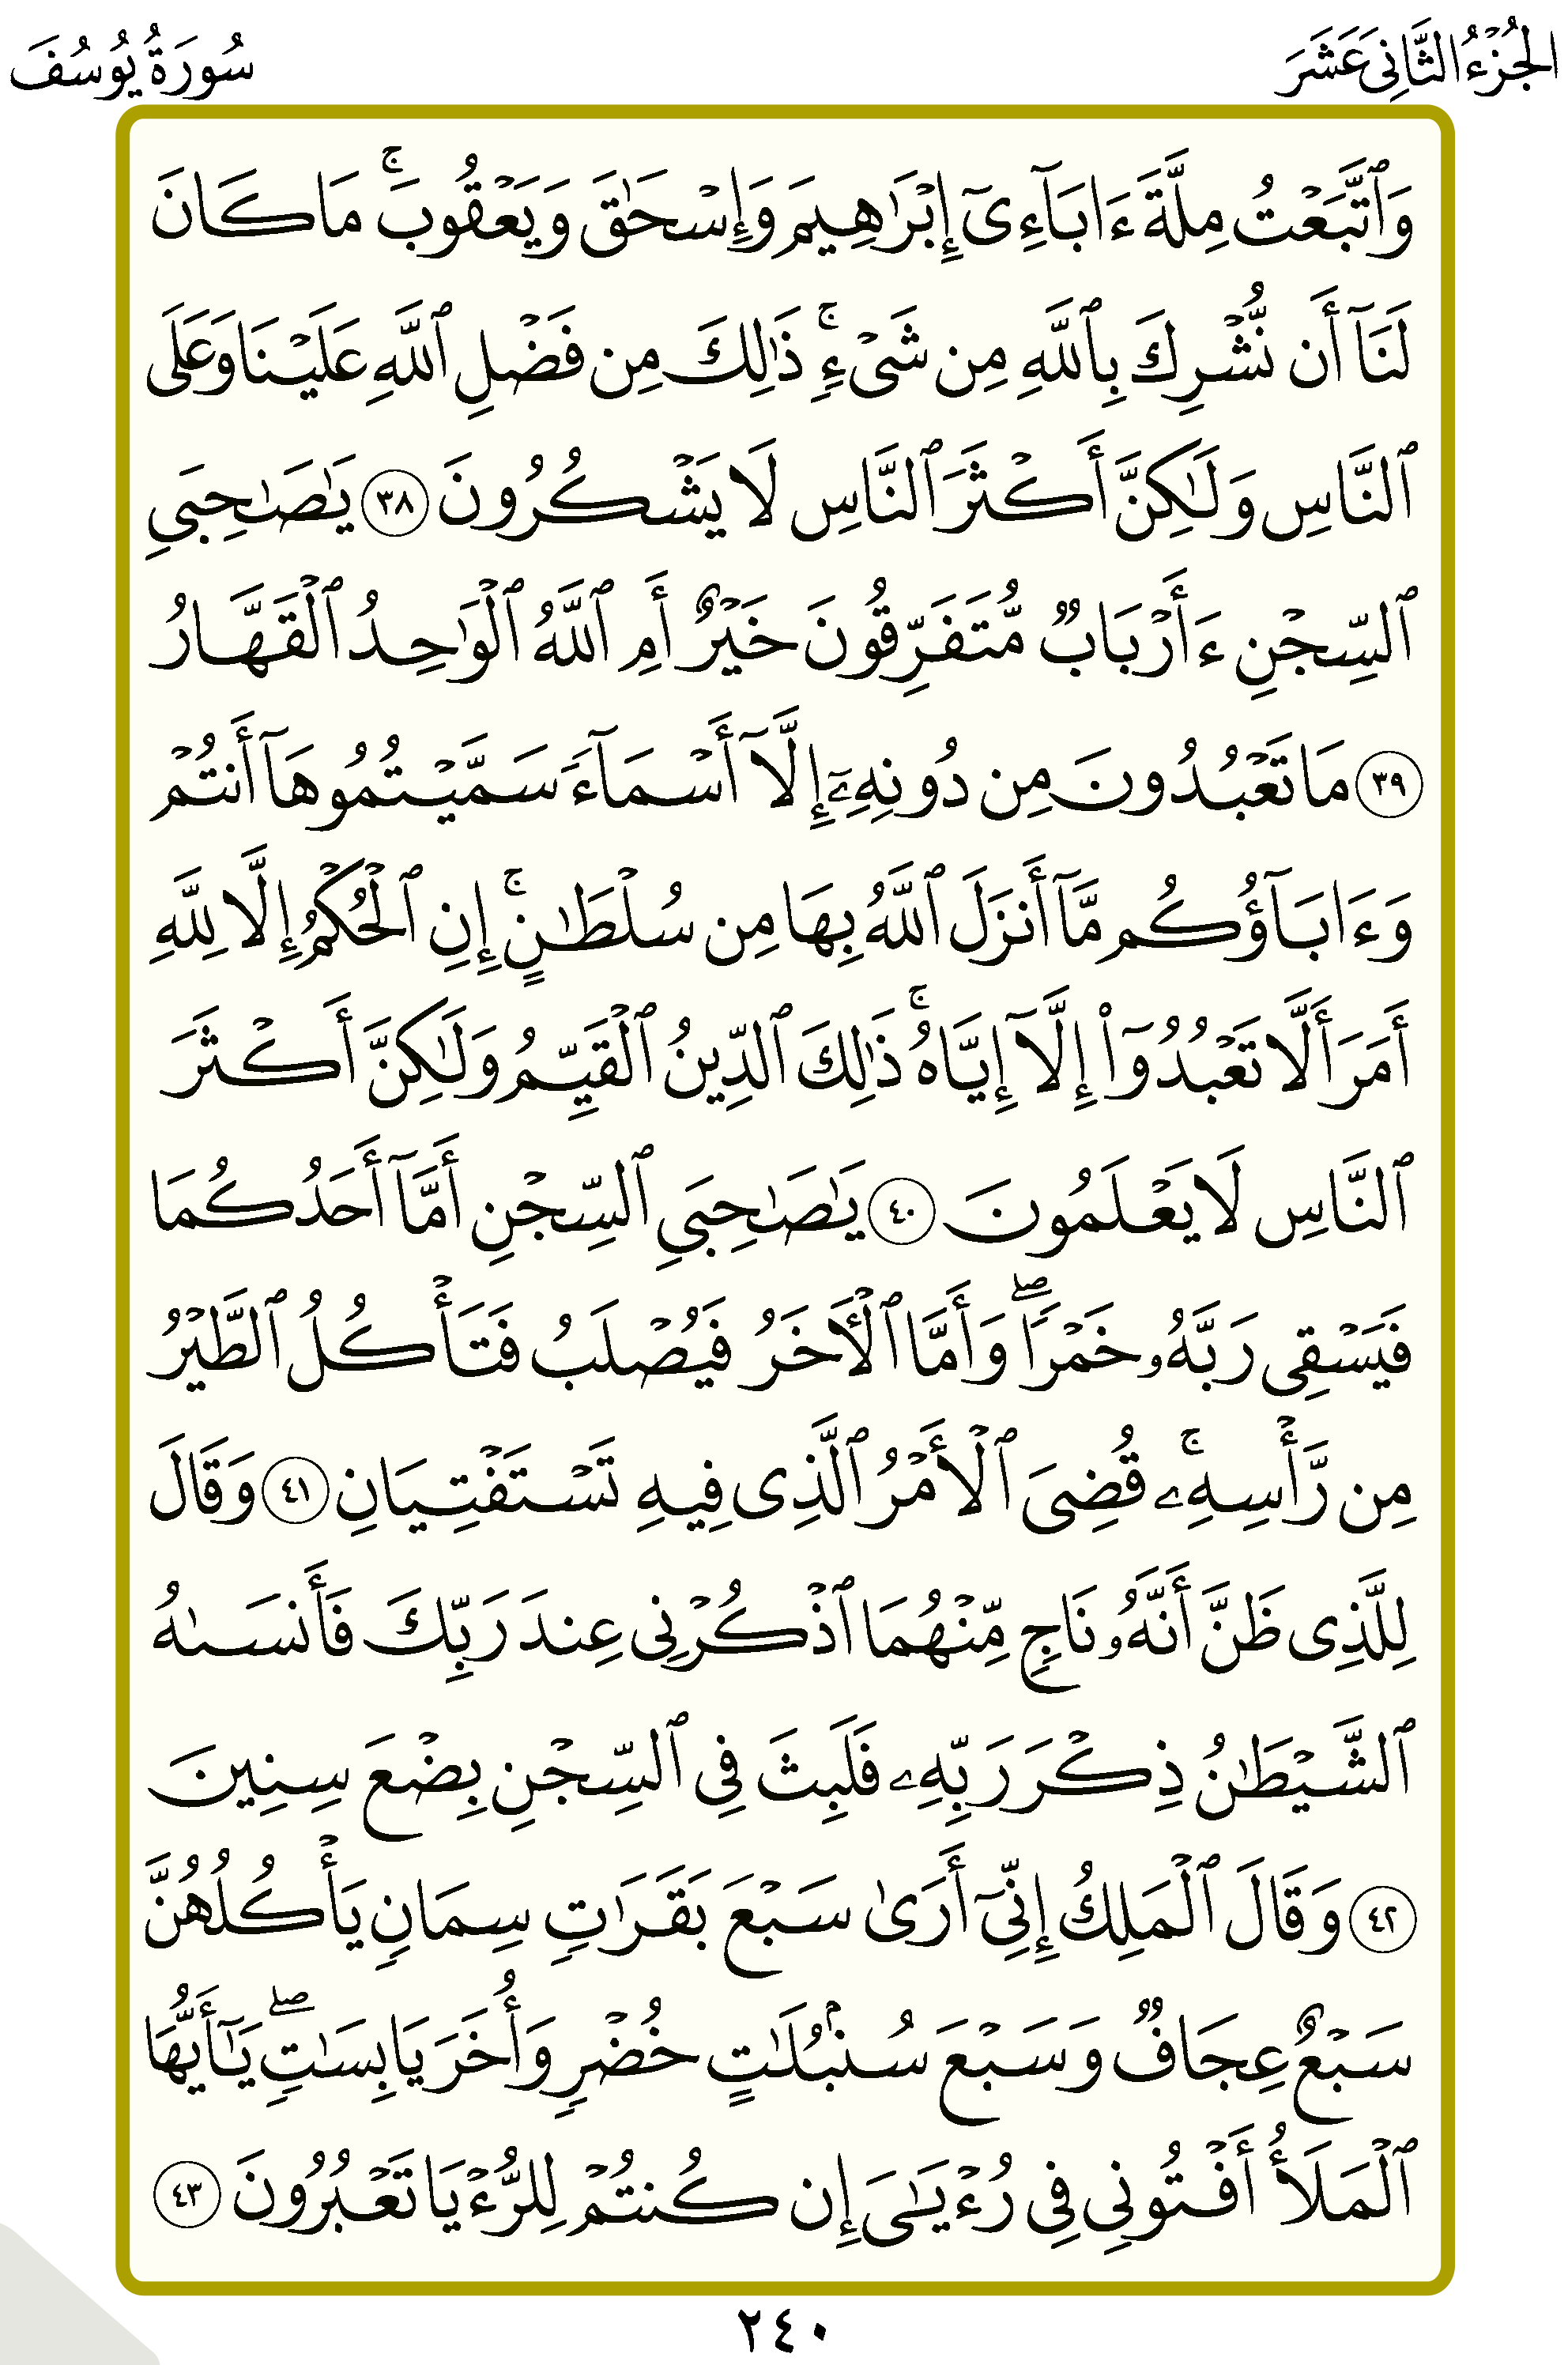 الجُزْءُ الثَّانِي عَشَرَ
سُورَةُ يُوسُفَ
وَٱتَّبَعۡتُ مِلَّةَ ءَابَآءِيٓ إِبۡرَٰهِيمَ وَإِسۡحَٰقَ وَيَعۡقُوبَۚ مَا كَانَ
لَنَآ أَن نُّشۡرِكَ بِٱللَّهِ مِن شَيۡءٖۚ ذَٰلِكَ مِن فَضۡلِ ٱللَّهِ عَلَيۡنَا وَعَلَى
ٱلنَّاسِ وَلَٰكِنَّ أَكۡثَرَ ٱلنَّاسِ لَا يَشۡكُرُونَ ٣٨ يَٰصَٰحِبَيِ
ٱلسِّجۡنِ ءَأَرۡبَابٞ مُّتَفَرِّقُونَ خَيۡرٌ أَمِ ٱللَّهُ ٱلۡوَٰحِدُ ٱلۡقَهَّارُ
٣٩ مَا تَعۡبُدُونَ مِن دُونِهِۦٓ إِلَّآ أَسۡمَآءٗ سَمَّيۡتُمُوهَآ أَنتُمۡ
وَءَابَآؤُكُم مَّآ أَنزَلَ ٱللَّهُ بِهَا مِن سُلۡطَٰنٍۚ إِنِ ٱلۡحُكۡمُ إِلَّا لِلَّهِ
أَمَرَ أَلَّا تَعۡبُدُوٓاْ إِلَّآ إِيَّاهُۚ ذَٰلِكَ ٱلدِّينُ ٱلۡقَيِّمُ وَلَٰكِنَّ أَكۡثَرَ
ٱلنَّاسِ لَا يَعۡلَمُونَ ٤٠ يَٰصَٰحِبَيِ ٱلسِّجۡنِ أَمَّآ أَحَدُكُمَا
فَيَسۡقِي رَبَّهُۥ خَمۡرٗاۖ وَأَمَّا ٱلۡأٓخَرُ فَيُصۡلَبُ فَتَأۡكُلُ ٱلطَّيۡرُ
مِن رَّأۡسِهِۦۚ قُضِيَ ٱلۡأَمۡرُ ٱلَّذِي فِيهِ تَسۡتَفۡتِيَانِ ٤١ وَقَالَ
لِلَّذِي ظَنَّ أَنَّهُۥ نَاجٖ مِّنۡهُمَا ٱذۡكُرۡنِي عِندَ رَبِّكَ فَأَنسَىٰهُ
ٱلشَّيۡطَٰنُ ذِكۡرَ رَبِّهِۦ فَلَبِثَ فِي ٱلسِّجۡنِ بِضۡعَ سِنِينَ
٤٢ وَقَالَ ٱلۡمَلِكُ إِنِّيٓ أَرَىٰ سَبۡعَ بَقَرَٰتٖ سِمَانٖ يَأۡكُلُهُنَّ
سَبۡعٌ عِجَافٞ وَسَبۡعَ سُنۢبُلَٰتٍ خُضۡرٖ وَأُخَرَ يَابِسَٰتٖۖ يَٰٓأَيُّهَا
ٱلۡمَلَأُ أَفۡتُونِي فِي رُءۡيَٰيَ إِن كُنتُمۡ لِلرُّءۡيَا تَعۡبُرُونَ ٤٣
٢٤٠